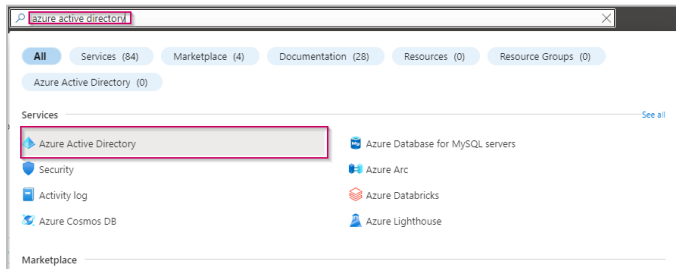 azure active directory
All Services (84) Marketplace (4) Documentation (28) Resources (0) Resource Groups (0)
Azure Active Directory (0)
Services See all
Azure Active Directory Azure Database for MySQL servers
Security Azure Arc
Activity log Azure Databricks
Azure Cosmos DB Azure Lighthouse
Marketplace